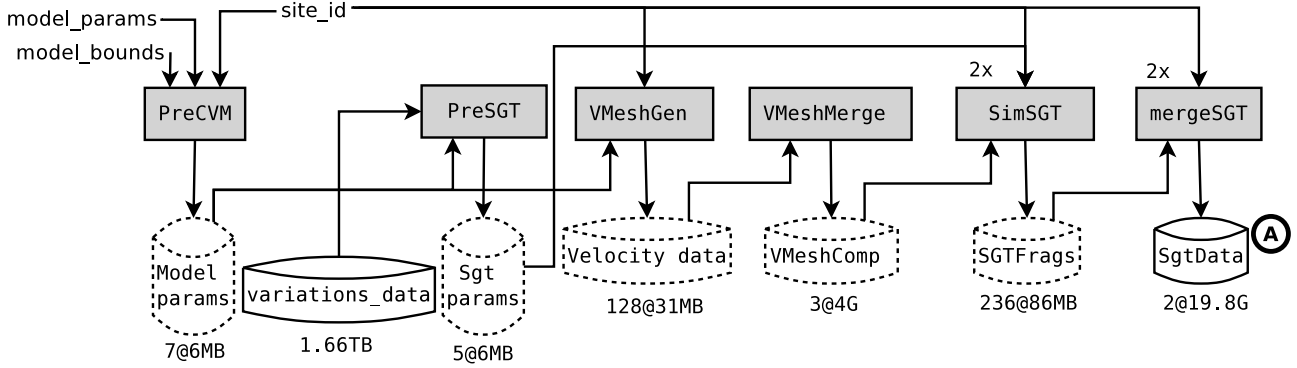 model_params
site_id
model_bounds
2x
2x
PreCVM
PreSGT
VMeshGen
VMeshMerge
SimSGT
mergeSGT
A
Model
params
variations_data
Sgt
params
Velocity data
VMeshComp
SGTFrags
SgtData
7@6MB
1.66TB
5@6MB
128@31MB
3@4G
236@86MB
2@19.8G